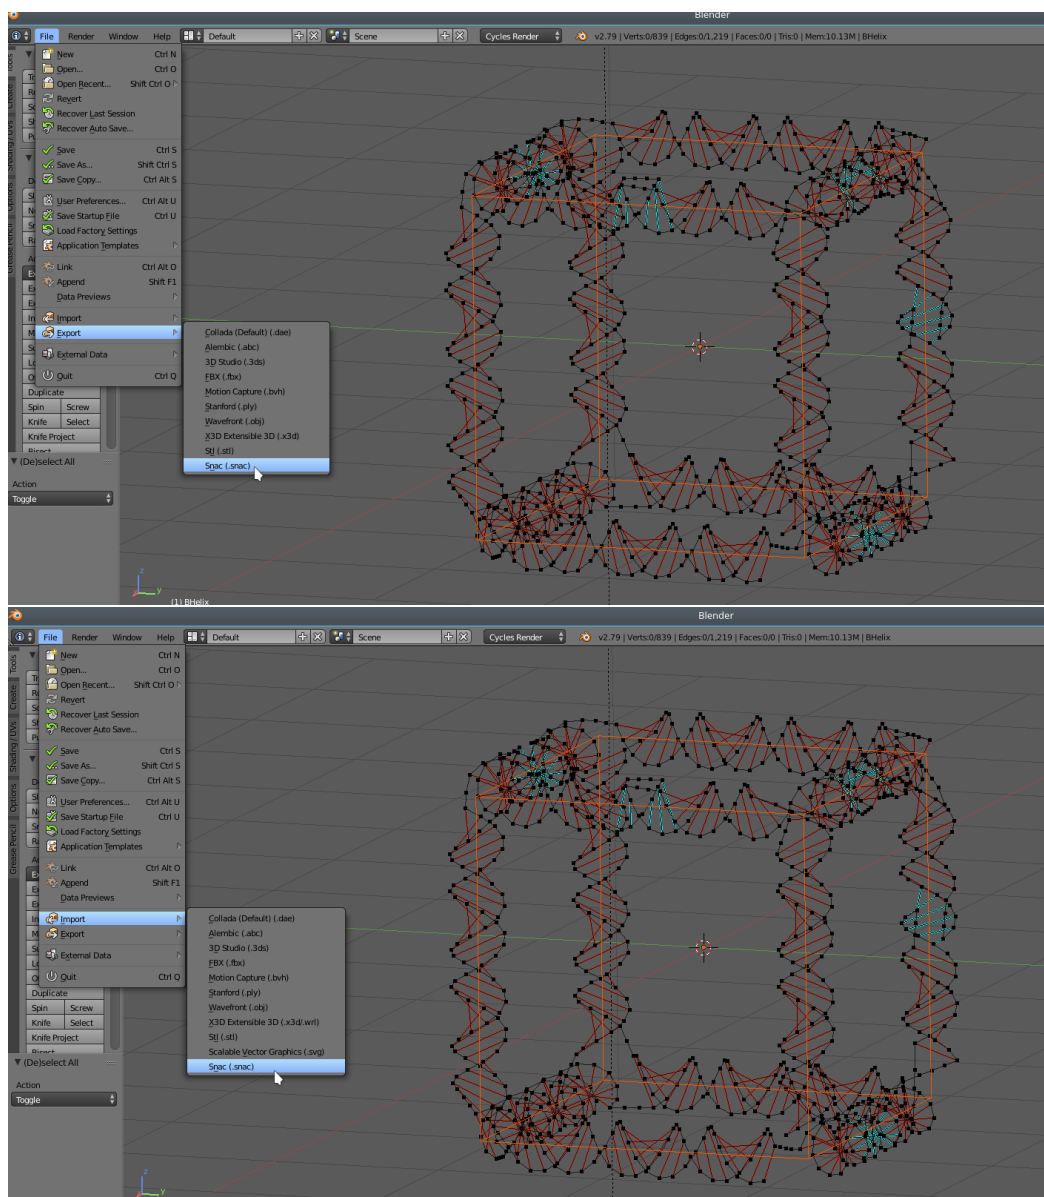 Blender
File Render Window Help Default Scene Cycles Render v2.79 | Verts:0/839 | Edges:0/1,219 | Faces:0/0 | Tris:0 | Mem:10.13M | BHelix
New Ctrl N
Open... Ctrl O
Open Recent... Shift Ctrl O
Revert
Recover Last Session
Recover Auto Save...
Save Ctrl S
Save As... Shift Ctrl S
Save Copy... Ctrl Alt S
User Preferences... Ctrl Alt U
Save Startup File Ctrl U
Load Factory Settings
Application Templates
Link Ctrl Alt O
Append Shift F1
Data Previews
Import
Export
External Data
Quit Ctrl Q
Collada (Default) (.dae)
Alembic (.abc)
3D Studio (.3ds)
FBX (.fbx)
Motion Capture (.bvh)
Stanford (.ply)
Wavefront (.obj)
X3D Extensible 3D (.x3d)
Stl (.stl)
Snac (.snac)
Duplicate
Spin Screw
Knife Select
Knife Project
Bisect
(De)select All
Action
Toggle
z
y
(1) BHelix
Blender
File Render Window Help Default Scene Cycles Render v2.79 | Verts:0/839 | Edges:0/1,219 | Faces:0/0 | Tris:0 | Mem:10.13M | BHelix
Tools
Create
Shading / UVs
Options
Grease Pencil
New Ctrl N
Open... Ctrl O
Open Recent... Shift Ctrl O
Revert
Recover Last Session
Recover Auto Save...
Save Ctrl S
Save As... Shift Ctrl S
Save Copy... Ctrl Alt S
User Preferences... Ctrl Alt U
Save Startup File Ctrl U
Load Factory Settings
Application Templates
Link Ctrl Alt O
Append Shift F1
Data Previews
Import
Export
External Data
Quit Ctrl Q
Collada (Default) (.dae)
Alembic (.abc)
3D Studio (.3ds)
FBX (.fbx)
Motion Capture (.bvh)
Stanford (.ply)
Wavefront (.obj)
X3D Extensible 3D (.x3d/.wrl)
Stl (.stl)
Scalable Vector Graphics (.svg)
Snac (.snac)
Duplicate
Spin Screw
Knife Select
Knife Project
Bisect
(De)select All
Action
Toggle
z
y